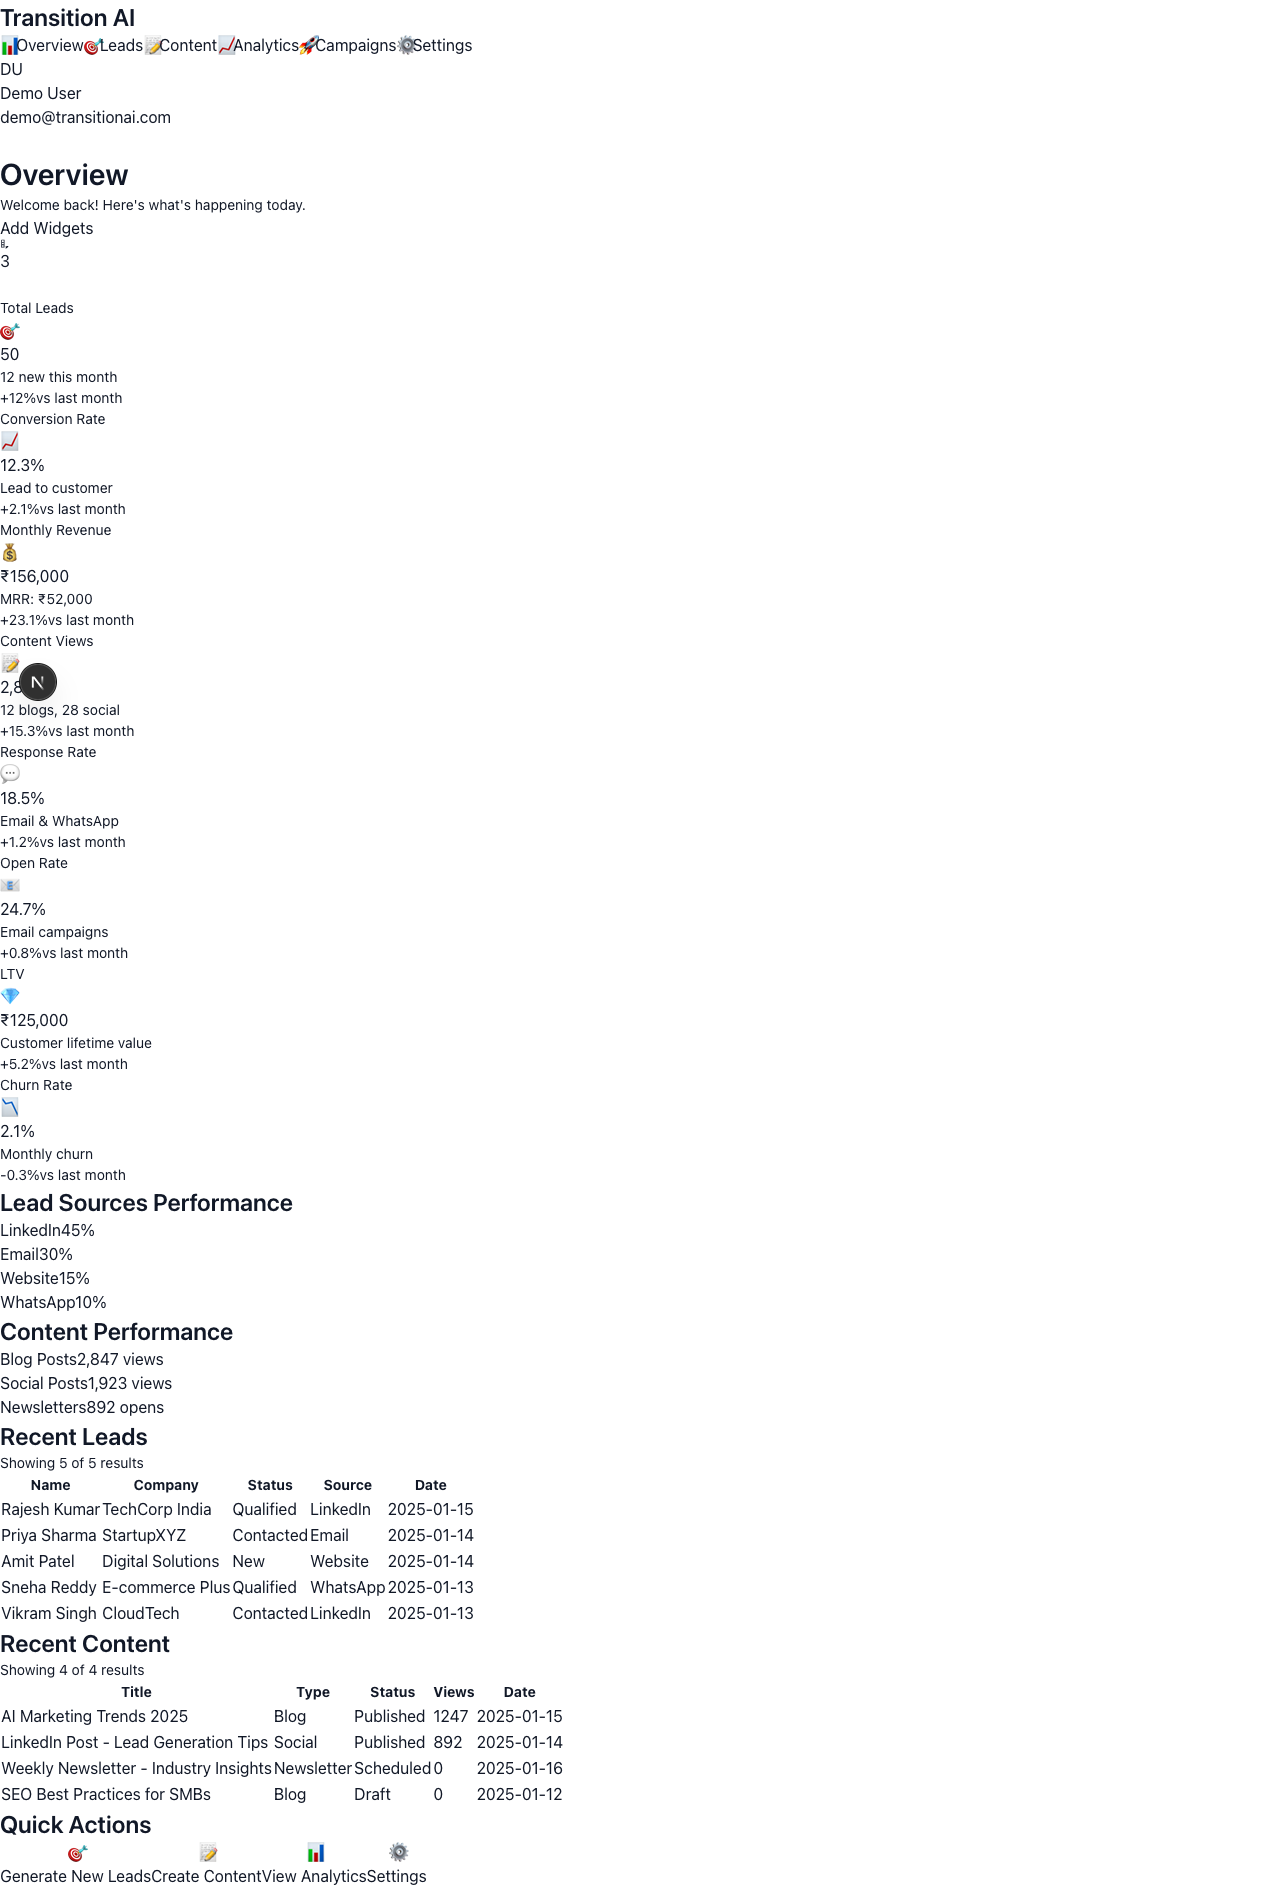 Transition AI
Overview Leads Content Analytics Campaigns Settings
DU
Demo User
demo@transitionai.com
Overview
Welcome back! Here's what's happening today.
Add Widgets
3
Total Leads
50
12 new this month
+12%vs last month
Conversion Rate
12.3%
Lead to customer
+2.1%vs last month
Monthly Revenue
₹156,000
MRR: ₹52,000
+23.1%vs last month
Content Views
2,8
N
12 blogs, 28 social
+15.3%vs last month
Response Rate
18.5%
Email & WhatsApp
+1.2%vs last month
Open Rate
24.7%
Email campaigns
+0.8%vs last month
LTV
₹125,000
Customer lifetime value
+5.2%vs last month
Churn Rate
2.1%
Monthly churn
-0.3%vs last month
Lead Sources Performance
LinkedIn45%
Email30%
Website15%
WhatsApp10%
Content Performance
Blog Posts2,847 views
Social Posts1,923 views
Newsletters892 opens
Recent Leads
Showing 5 of 5 results
Name Company Status Source Date
Rajesh Kumar TechCorp India Qualified LinkedIn 2025-01-15
Priya Sharma StartupXYZ Contacted Email 2025-01-14
Amit Patel Digital Solutions New Website 2025-01-14
Sneha Reddy E-commerce Plus Qualified WhatsApp 2025-01-13
Vikram Singh CloudTech Contacted LinkedIn 2025-01-13
Recent Content
Showing 4 of 4 results
Title Type Status Views Date
AI Marketing Trends 2025 Blog Published 1247 2025-01-15
LinkedIn Post - Lead Generation Tips Social Published 892 2025-01-14
Weekly Newsletter - Industry Insights Newsletter Scheduled 0 2025-01-16
SEO Best Practices for SMBs Blog Draft 0 2025-01-12
Quick Actions
Generate New Leads Create Content View Analytics Settings